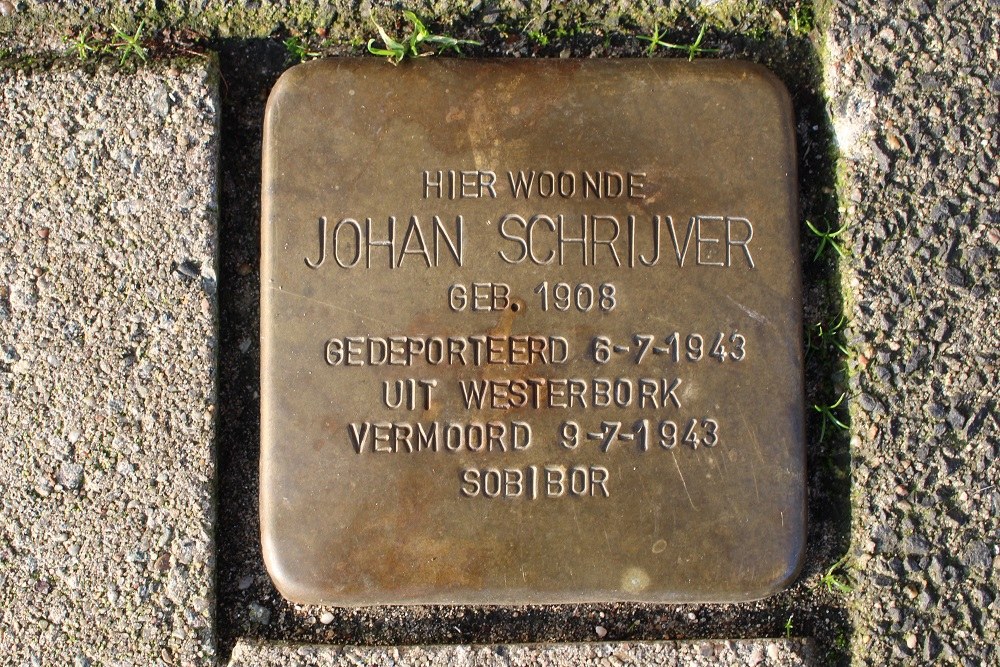 HIER WOONDE
JOHAN SCHRIJVER
GEB. 1908
GEDEPORTEERD 6-7-1943
UIT WESTERBORK
VERMOORD 9-7-1943
SOBIBOR